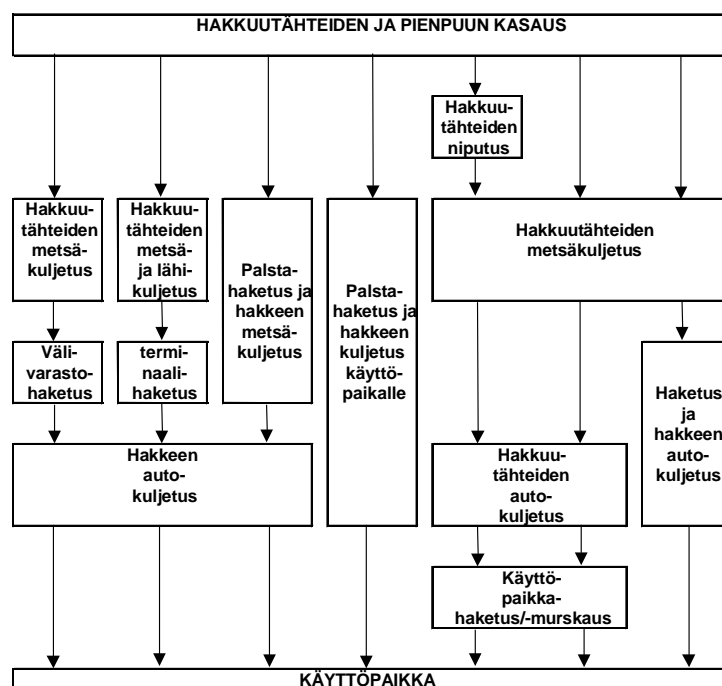 HAKKUUTÄHTEIDEN JA PIENPUUN KASAUS
Hakkuu-
tähteiden
niputus
Hakkuu-
tähteiden
metsä-
kuljetus
Hakkuu-
tähteiden
metsä-
ja lähi-
kuljetus
Palsta-
haketus ja
hakkeen
metsä-
kuljetus
Palsta-
haketus ja
hakkeen
kuljetus
käyttö-
paikalle
Hakkuutähteiden
metsäkuljetus
Väli-
varasto-
haketus
termi-
naali-
haketus
Haketus
ja
hakkeen
auto-
kuljetus
Hakkeen
auto-
kuljetus
Hakkuu-
tähteiden
auto-
kuljetus
Käyttö-
paikka-
haketus/-murskaus
KÄYTTÖPAIKKA